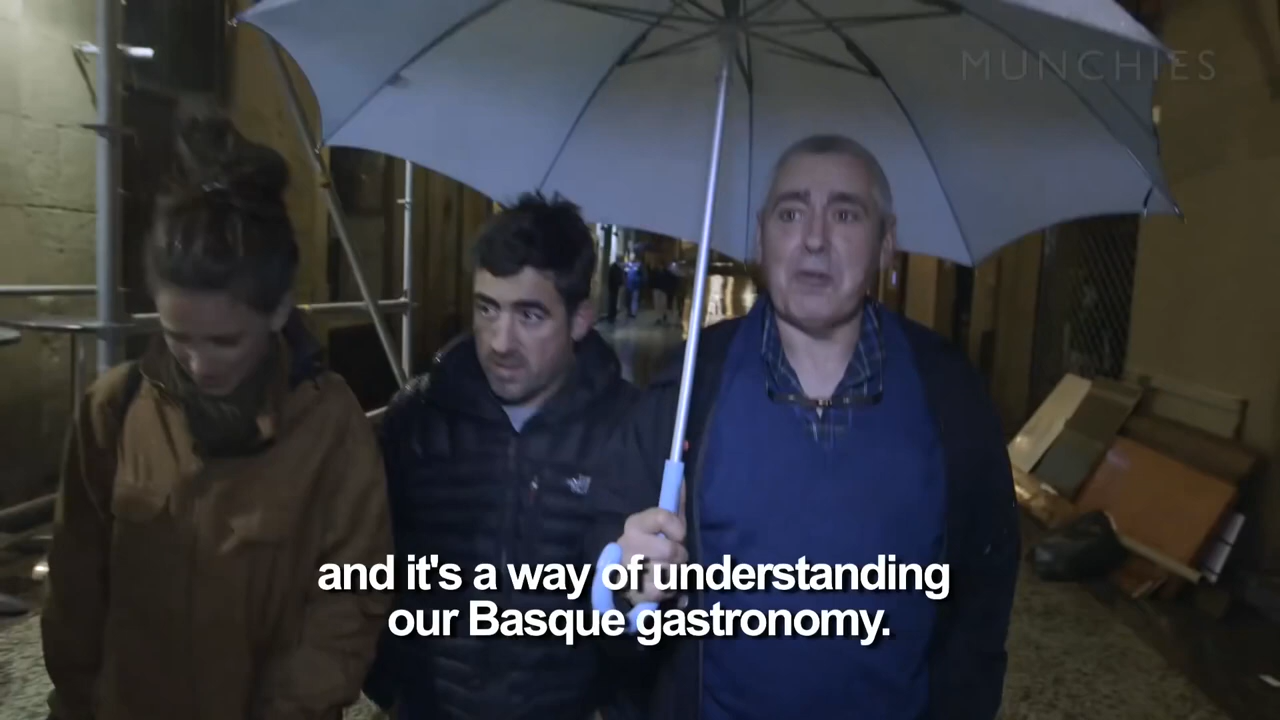 MUNCHIES
and it's a way of understanding
our Basque gastronomy.